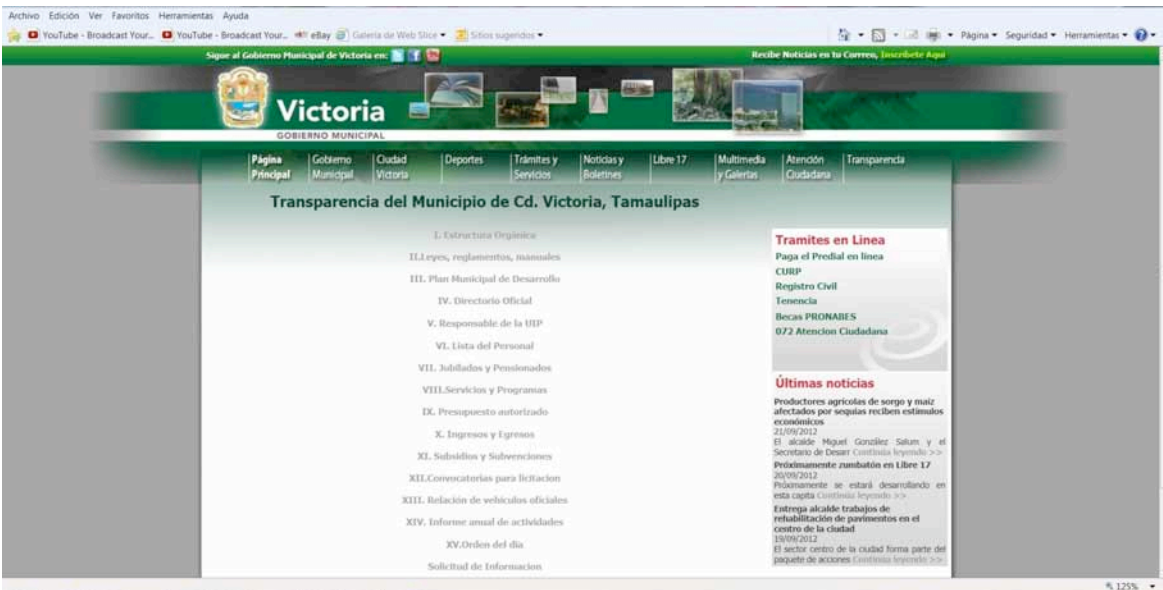 Archivo Edición Ver Favoritos Herramientas Ayuda
YouTube - Broadcast Your... YouTube - Broadcast Your... eBay Galería de Web Slice Sitios sugeridos Página Seguridad Herramientas
Sigue al Gobierno Municipal de Victoria en: Recibe Noticias en tu Correo, Inscribete Aqui
Victoria
GOBIERNO MUNICIPAL
Página Principal
Gobierno Municipal
Ciudad Victoria
Deportes
Trámites y Servicios
Noticias y Boletines
Libre 17
Multimedia y Galerías
Atención Ciudadana
Transparencia
Transparencia del Municipio de Cd. Victoria, Tamaulipas
I. Estructura Orgánica
II.Leyes, reglamentos, manuales
III. Plan Municipal de Desarrollo
IV. Directorio Oficial
V. Responsable de la UIP
VI. Lista del Personal
VII. Jubilados y Pensionados
VIII.Servicios y Programas
IX. Presupuesto autorizado
X. Ingresos y Egresos
XI. Subsidios y Subvenciones
XII.Convocatorias para licitacion
XIII. Relación de vehículos oficiales
XIV. Informe anual de actividades
XV.Orden del día
Solicitud de Informacion
Tramites en Linea
Paga el Predial en línea
CURP
Registro Civil
Tenencia
Becas PRONABES
072 Atencion Ciudadana
Últimas noticias
Productores agrícolas de sorgo y maíz
afectados por sequías reciben estímulos
económicos
21/09/2012
El alcalde Miguel González Salum y el
Secretario de Desarr Continúa leyendo >>
Próximamente zumbatón en Libre 17
20/09/2012
Próximamente se estará desarrollando en
esta capita Continúa leyendo >>
Entrega alcalde trabajos de
rehabilitación de pavimentos en el
centro de la ciudad
19/09/2012
El sector centro de la ciudad forma parte del
paquete de acciones Continúa leyendo >>
125%